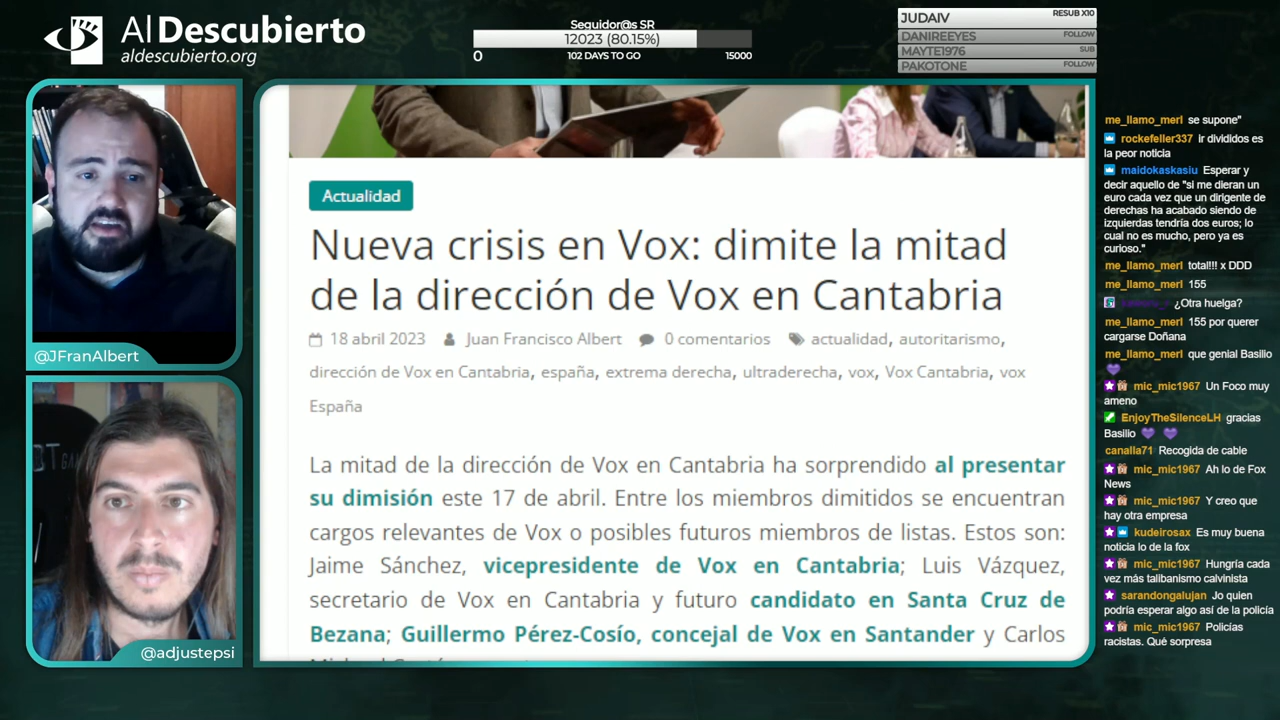 Al Descubierto
aldescubierto.org
Seguidor@s SR
12023 (80.15%)
0
102 DAYS TO GO
15000
JUDAIV
RESUB X10
DANIREEYES
FOLLOW
MAYTE1976
SUB
PAKOTONE
FOLLOW
@JFranAlbert
@adjustepsi
Actualidad
Nueva crisis en Vox: dimite la mitad
de la dirección de Vox en Cantabria
18 abril 2023 Juan Francisco Albert 0 comentarios actualidad, autoritarismo,
dirección de Vox en Cantabria, españa, extrema derecha, ultraderecha, vox, Vox Cantabria, vox
España
La mitad de la dirección de Vox en Cantabria ha sorprendido al presentar
su dimisión este 17 de abril. Entre los miembros dimitidos se encuentran
cargos relevantes de Vox o posibles futuros miembros de listas. Estos son:
Jaime Sánchez, vicepresidente de Vox en Cantabria; Luis Vázquez,
secretario de Vox en Cantabria y futuro candidato en Santa Cruz de
Bezana; Guillermo Pérez-Cosío, concejal de Vox en Santander y Carlos
me_llamo_merl se supone"
rockefeller337 ir divididos es
la peor noticia
maidokaskasiu Esperar y
decir aquello de "si me dieran un
euro cada vez que un dirigente de
derechas ha acabado siendo de
izquierdas tendría dos euros; lo
cual no es mucho, pero ya es
curioso."
me_llamo_merl total!!! x DDD
me_llamo_merl 155
¿Otra huelga?
me_llamo_merl 155 por querer
cargarse Doñana
me_llamo_merl que genial Basilio
mic_mic1967 Un Foco muy
ameno
EnjoyTheSilenceLH gracias
Basilio
canalla71 Recogida de cable
mic_mic1967 Ah lo de Fox
News
mic_mic1967 Y creo que
hay otra empresa
kudeirosax Es muy buena
noticia lo de la fox
mic_mic1967 Hungría cada
vez más talibanismo calvinista
sarandongalujan Jo quien
podría esperar algo así de la policía
mic_mic1967 Policías
racistas. Qué sorpresa